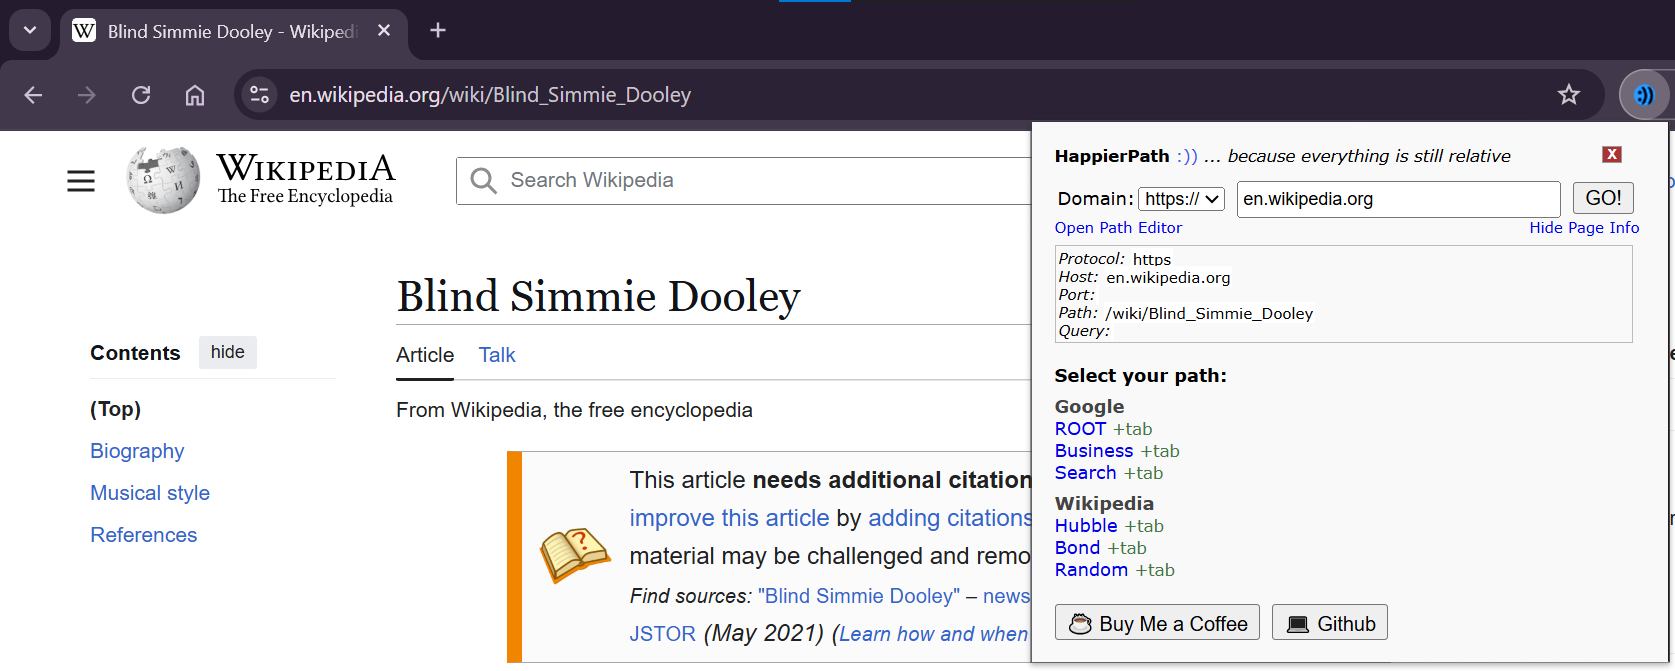 Blind Simmie Dooley - Wikiped
en.wikipedia.org/wiki/Blind_Simmie_Dooley
WIKIPEDIA
The Free Encyclopedia
Search Wikipedia
Blind Simmie Dooley
Contents hide
(Top)
Biography
Musical style
References
Article Talk
From Wikipedia, the free encyclopedia
This article needs additional citation
improve this article by adding citations
material may be challenged and remo
Find sources: "Blind Simmie Dooley" – news
JSTOR (May 2021) (Learn how and when
HappierPath :)) ... because everything is still relative
X
Domain: https:// en.wikipedia.org GO!
Open Path Editor Hide Page Info
Protocol: https
Host: en.wikipedia.org
Port:
Path: /wiki/Blind_Simmie_Dooley
Query:
Select your path:
Google
ROOT +tab
Business +tab
Search +tab
Wikipedia
Hubble +tab
Bond +tab
Random +tab
Buy Me a Coffee Github